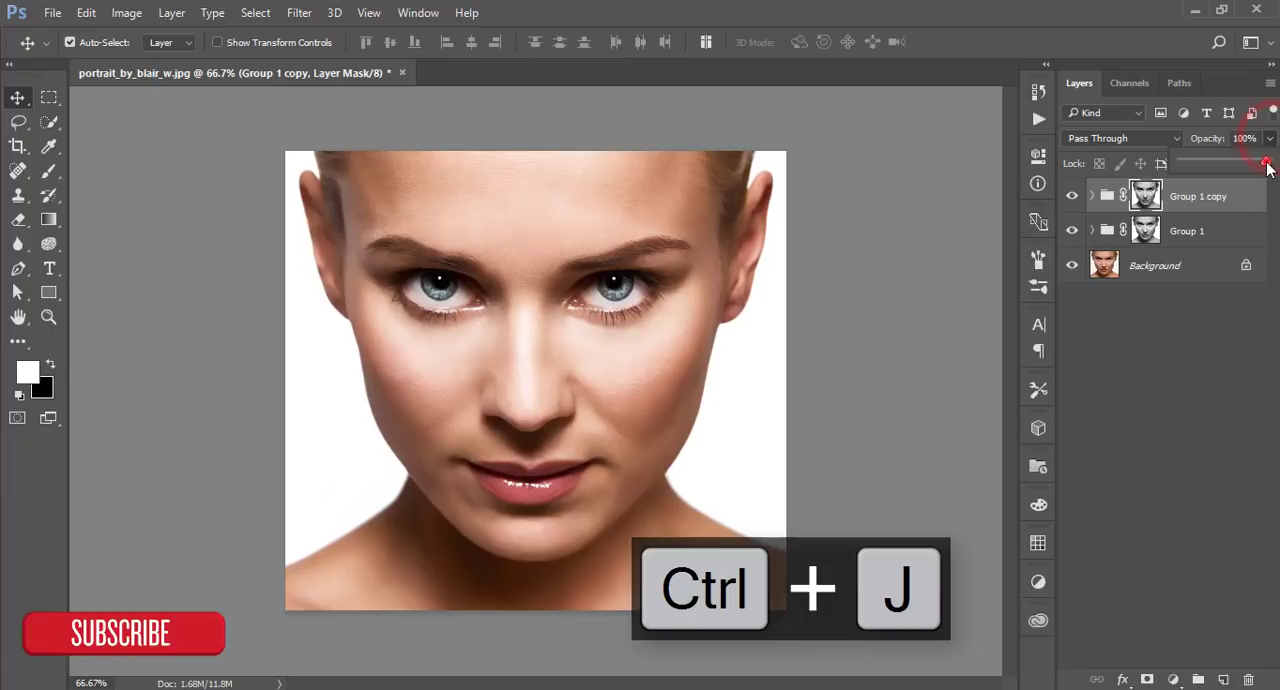 Ps File Edit Image Layer Type Select Filter 3D View Window Help
Auto-Select: Layer Show Transform Controls 3D Mode:
portrait_by_blair_w.jpg @ 66.7% (Group 1 copy, Layer Mask/8) * ×
Layers Channels Paths
Kind
Pass Through Opacity: 100%
Lock:
Group 1 copy
Group 1
Background
Ctrl + J
SUBSCRIBE
66.67% Doc: 1.68M/11.8M